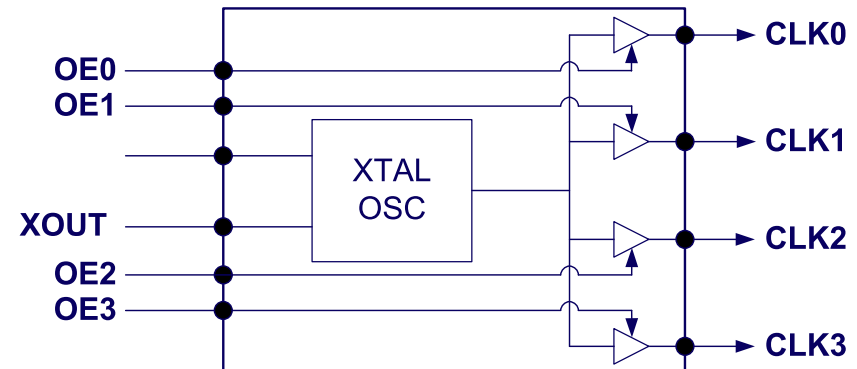 CLK0
OE0
OE1
CLK1
XTAL
OSC
XOUT
CLK2
OE2
OE3
CLK3